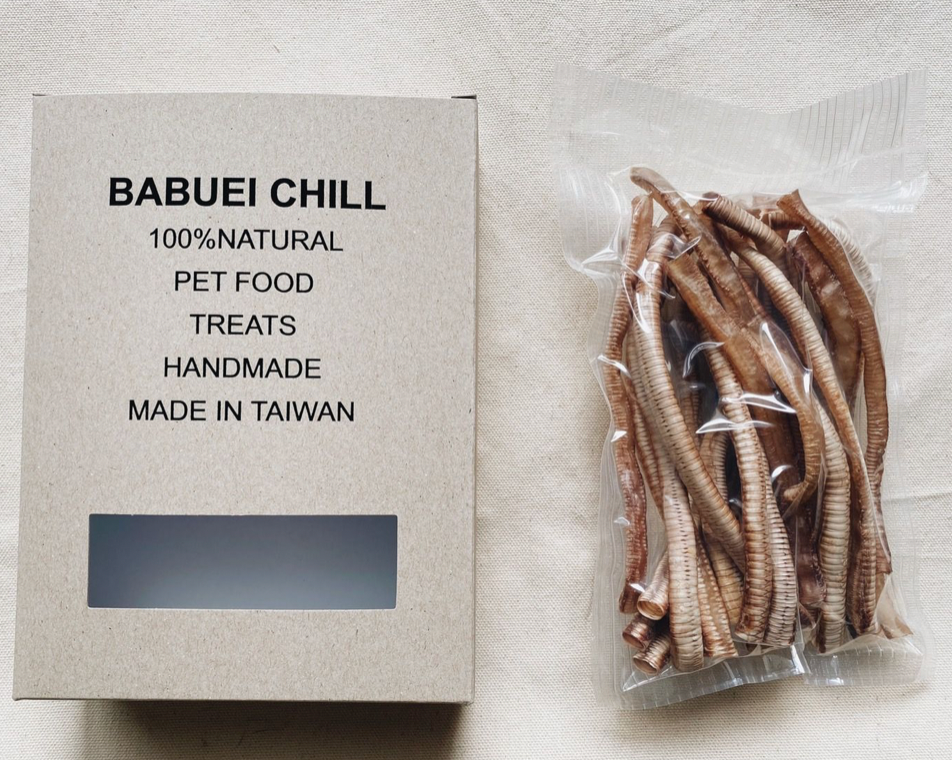 BABUEI CHILL
100%NATURAL
PET FOOD
TREATS
HANDMADE
MADE IN TAIWAN